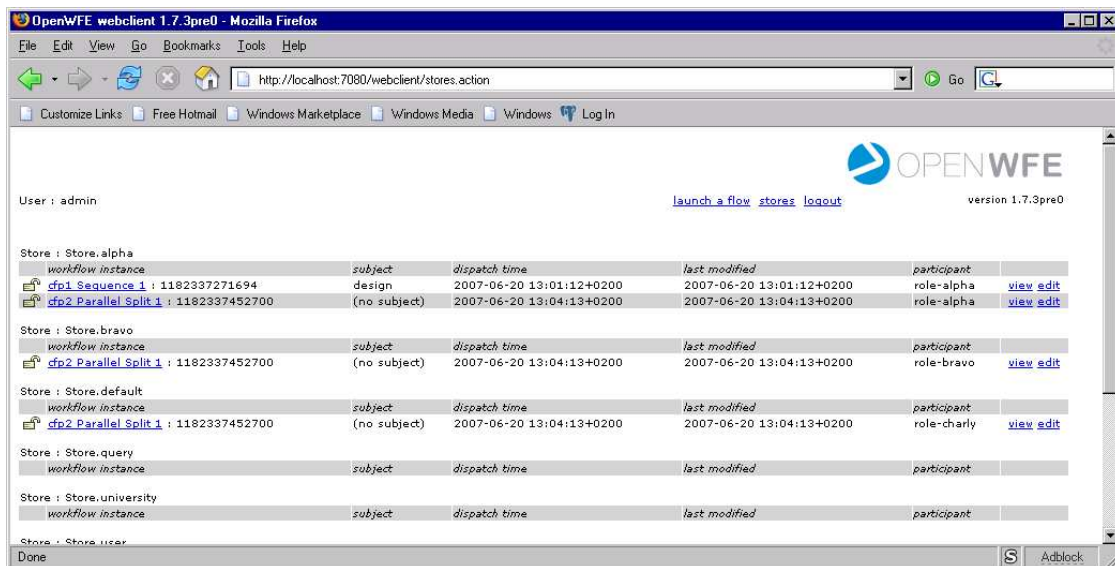 OpenWFE webclient 1.7.3pre0 - Mozilla Firefox
File Edit View Go Bookmarks Tools Help
http://localhost:7080/webclient/stores.action Go G
Customize Links Free Hotmail Windows Marketplace Windows Media Windows Log In
OPENWFE
User : admin launch a flow stores logout version 1.7.3pre0
Store : Store.alpha
workflow instance subject dispatch time last modified participant
cfp1 Sequence 1 : 1182337271694 design 2007-06-20 13:01:12+0200 2007-06-20 13:01:12+0200 role-alpha view edit
cfp2 Parallel Split 1 : 1182337452700 (no subject) 2007-06-20 13:04:13+0200 2007-06-20 13:04:13+0200 role-alpha view edit
Store : Store.bravo
workflow instance subject dispatch time last modified participant
cfp2 Parallel Split 1 : 1182337452700 (no subject) 2007-06-20 13:04:13+0200 2007-06-20 13:04:13+0200 role-bravo view edit
Store : Store.default
workflow instance subject dispatch time last modified participant
cfp2 Parallel Split 1 : 1182337452700 (no subject) 2007-06-20 13:04:13+0200 2007-06-20 13:04:13+0200 role-charly view edit
Store : Store.query
workflow instance subject dispatch time last modified participant
Store : Store.university
workflow instance subject dispatch time last modified participant
Store : Store.user
Done S Adblock